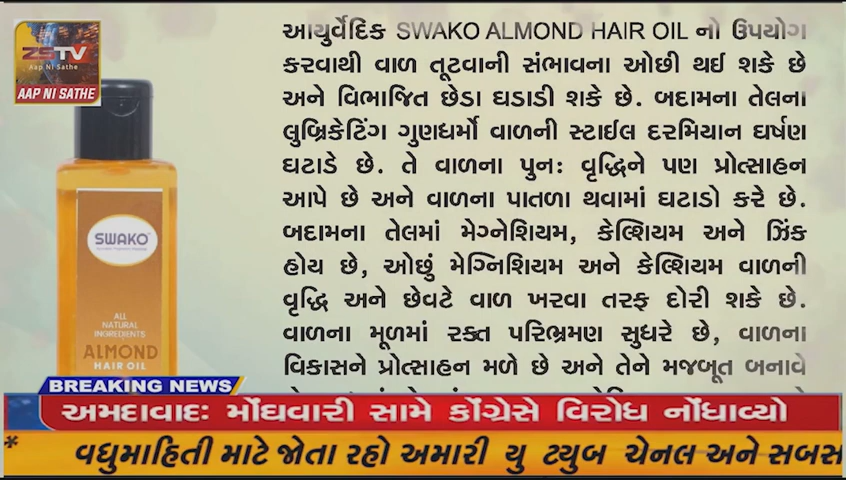 ZSTV
Aap Ni Sathe
AAP NI SATHE
આયુર્વેદિક SWAKO ALMOND HAIR OIL નો ઉપયોગ
કરવાથી વાળ તૂટવાની સંભાવના ઓછી થઈ શકે છે
અને વિભાજિત છેડા ઘડાડી શકે છે. બદામના તેલના
લુબ્રિકેટિંગ ગુણધર્મો વાળની સ્ટાઈલ દરમિયાન ઘર્ષણ
ઘટાડે છે. તે વાળના પુનઃ વૃદ્ધિને પણ પ્રોત્સાહન
આપે છે અને વાળના પાતળા થવામાં ઘટાડો કરે છે.
બદામના તેલમાં મેગ્નેશિયમ, કેલ્શિયમ અને ઝિંક
હોય છે, ઓછું મેગ્નિશિયમ અને કેલ્શિયમ વાળની
વૃદ્ધિ અને છેવટે વાળ ખરવા તરફ દોરી શકે છે.
વાળના મૂળમાં રક્ત પરિભ્રમણ સુધરે છે, વાળના
વિકાસને પ્રોત્સાહન મળે છે અને તેને મજબૂત બનાવે
SWAKO
ALL
NATURAL
INGREDIENTS
ALMOND
HAIR OIL
BREAKING NEWS
અમદાવાદઃ મોંઘવારી સામે કોંગ્રેસે વિરોધ નોંધાવ્યો
* વધુમાહિતી માટે જોતા રહો અમારી યુ ટ્યુબ ચેનલ અને સબસ